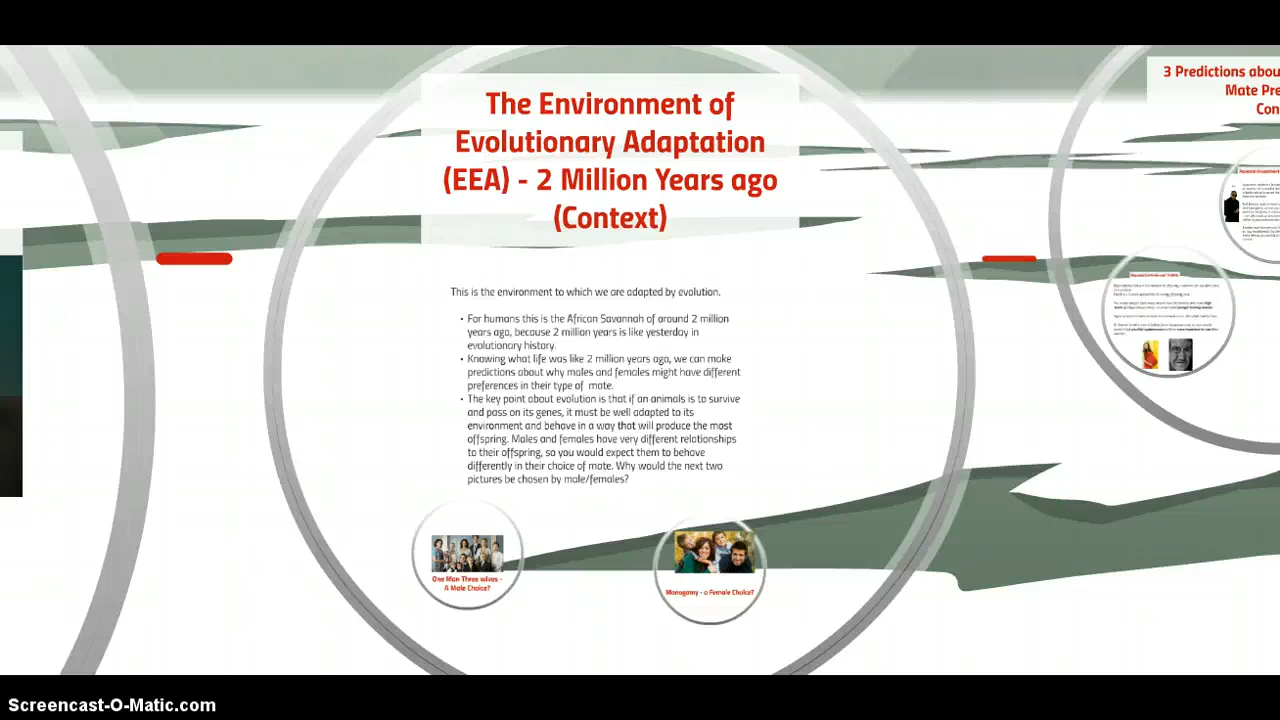 The Environment of
Evolutionary Adaptation
(EEA) - 2 Million Years ago
(Context)
This is the environment to which we are adapted by evolution.
• For humans this is the African Savannah of around 2 million
years ago, because 2 million years is like yesterday in
evolutionary history.
• Knowing what life was like 2 million years ago, we can make
predictions about why males and females might have different
preferences in their type of mate.
• The key point about evolution is that if an animals is to survive
and pass on its genes, it must be well adapted to its
environment and behave in a way that will produce the most
offspring. Males and females have very different relationships
to their offspring, so you would expect them to behave
differently in their choice of mate. Why would the next two
pictures be chosen by male/females?
One Man Three wives -
A Male Choice?
Monogamy - a Female Choice?
3 Predictions abou
Mate Pre
Con
Screencast-O-Matic.com